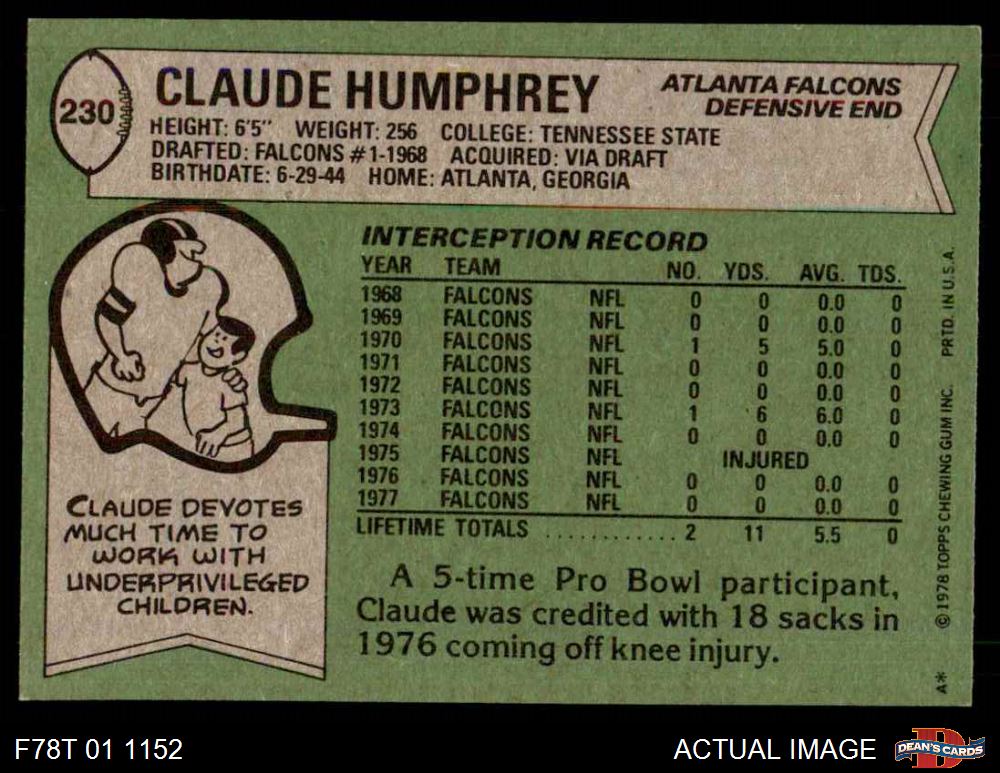 230
CLAUDE HUMPHREY
ATLANTA FALCONS
DEFENSIVE END
HEIGHT: 6'5" WEIGHT: 256 COLLEGE: TENNESSEE STATE
DRAFTED: FALCONS #1-1968 ACQUIRED: VIA DRAFT
BIRTHDATE: 6-29-44 HOME: ATLANTA, GEORGIA
INTERCEPTION RECORD
YEAR TEAM NO. YDS. AVG. TDS.
1968 FALCONS NFL 0 0 0.0 0
1969 FALCONS NFL 0 0 0.0 0
1970 FALCONS NFL 1 5 5.0 0
1971 FALCONS NFL 0 0 0.0 0
1972 FALCONS NFL 0 0 0.0 0
1973 FALCONS NFL 1 6 6.0 0
1974 FALCONS NFL 0 0 0.0 0
1975 FALCONS NFL INJURED
1976 FALCONS NFL 0 0 0.0 0
1977 FALCONS NFL 0 0 0.0 0
LIFETIME TOTALS ............ 2 11 5.5 0
CLAUDE DEVOTES
MUCH TIME TO
WORK WITH
UNDERPRIVILEGED
CHILDREN.
A 5-time Pro Bowl participant,
Claude was credited with 18 sacks in
1976 coming off knee injury.
A* © 1978 TOPPS CHEWING GUM INC. PRTD. IN U.S.A.
F78T 01 1152
ACTUAL IMAGE
D
DEAN'S CARDS